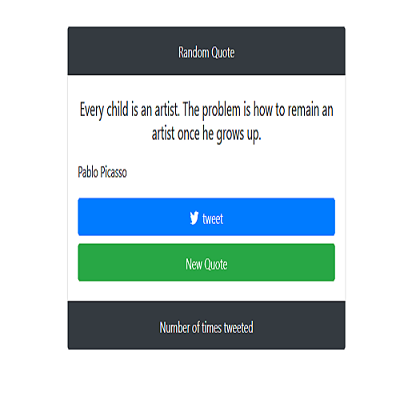 Random Quote
Every child is an artist. The problem is how to remain an
artist once he grows up.
Pablo Picasso
tweet
New Quote
Number of times tweeted